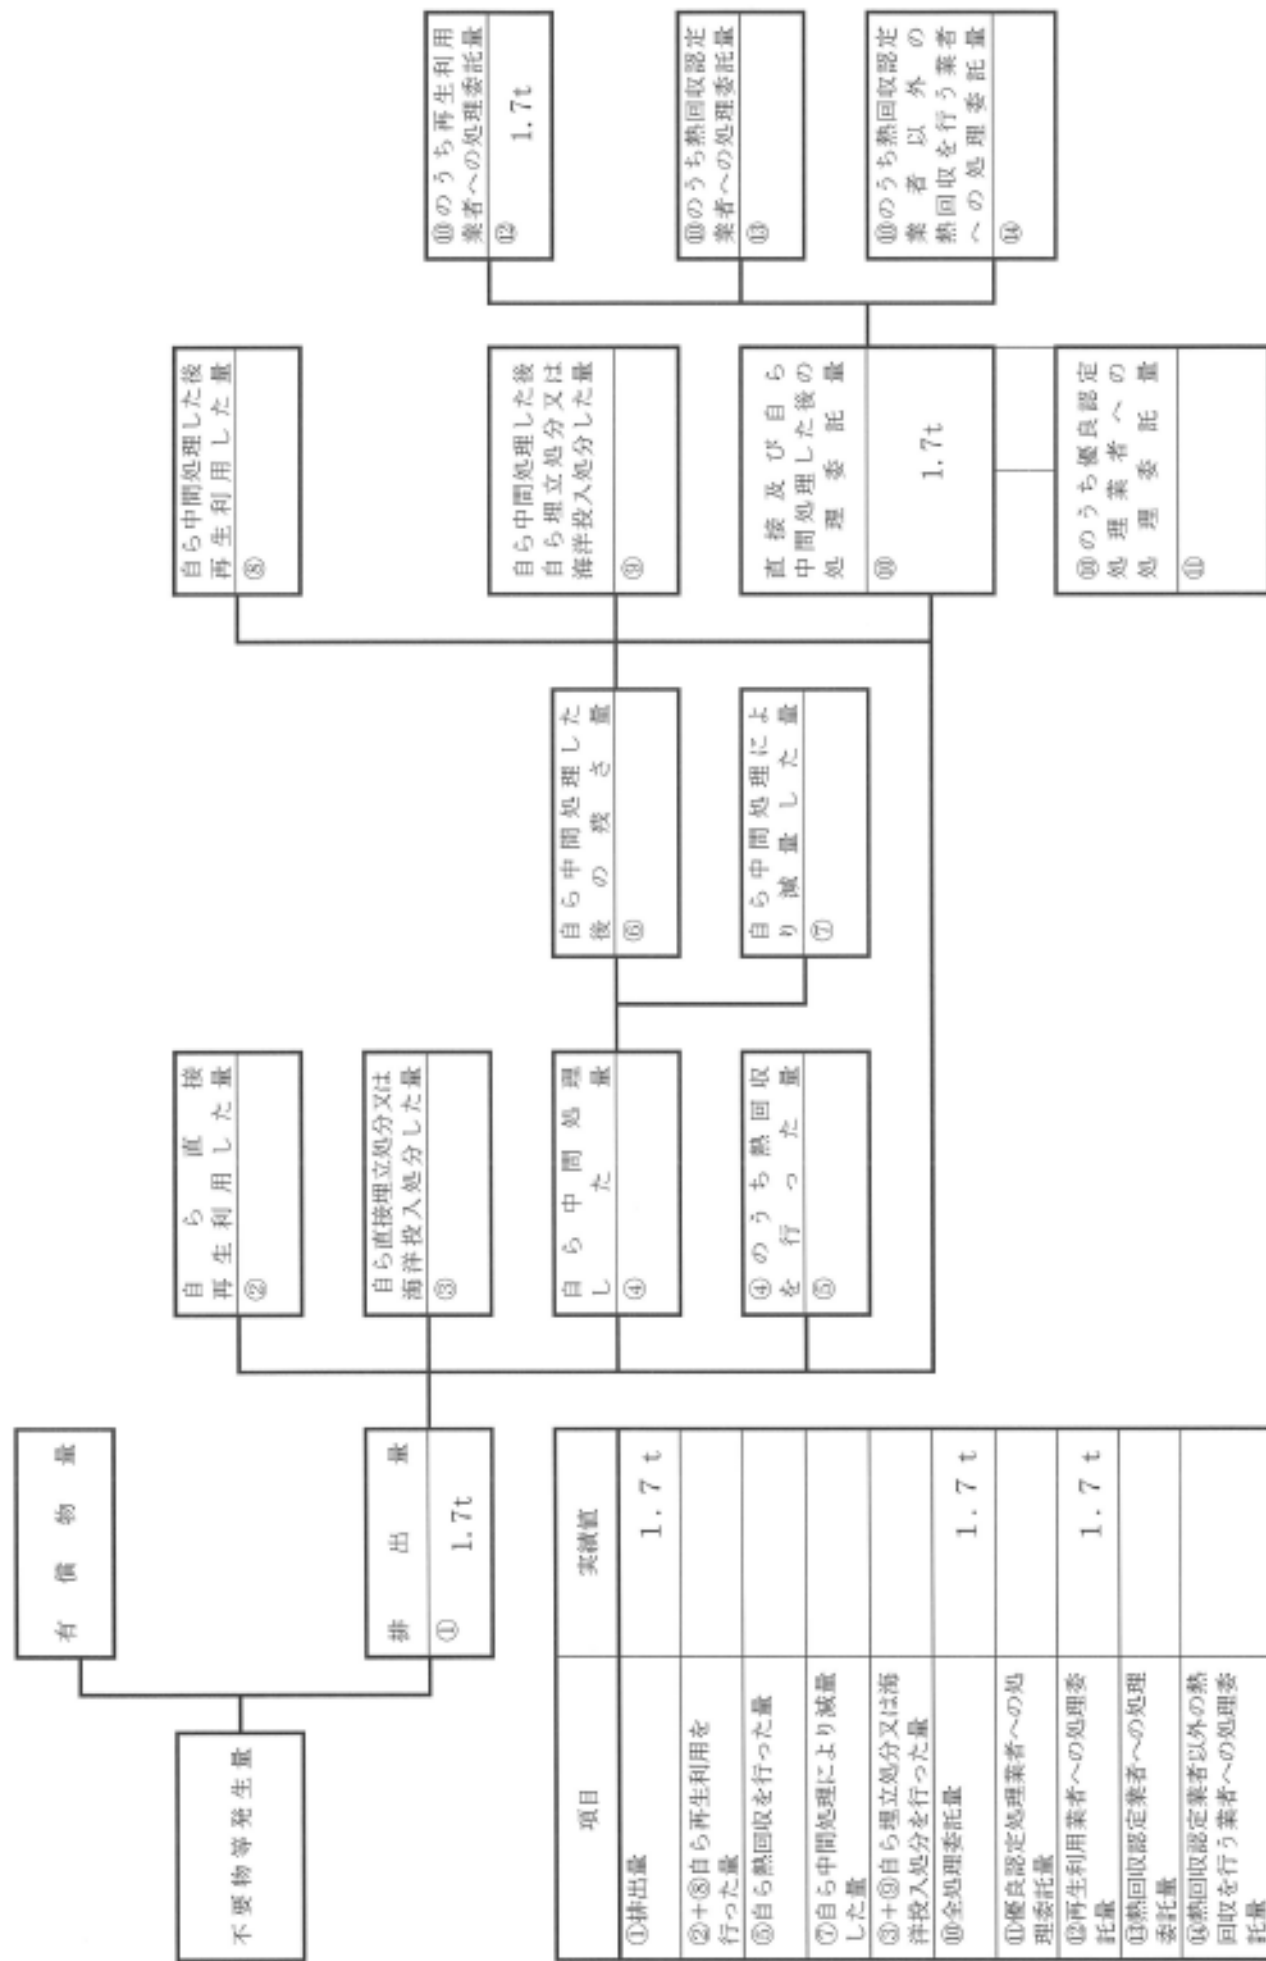 不要物等発生量
有償物量
排出量
①
1.7t
自ら直接
再生利用した量
②
自ら直接埋立処分又は
海洋投入処分した量
③
自ら中間処理
した量
④
④のうち熱回収
を行った量
⑤
自ら中間処理した
後の残さ量
⑥
自ら中間処理によ
り減量した量
⑦
自ら中間処理した後
再生利用した量
⑧
自ら中間処理した後
自ら埋立処分又は
海洋投入処分した量
⑨
直接及び自ら
中間処理した後の
処理委託量
⑩
1.7t
⑩のうち優良認定
処理業者への
処理委託量
⑪
⑩のうち再生利用
業者への処理委託量
⑫
1.7t
⑩のうち熱回収認定
業者への処理委託量
⑬
⑩のうち熱回収認定
業者以外の
熱回収を行う業者
への処理委託量
⑭
項目 実績値
①排出量 1.7 t
②+⑧自ら再生利用を
行った量
⑤自ら熱回収を行った量
⑦自ら中間処理により減量
した量
③+⑨自ら埋立処分又は海
洋投入処分を行った量
⑩全処理委託量 1.7 t
⑪優良認定処理業者への処
理委託量
⑫再生利用業者への処理委
託量 1.7 t
⑬熱回収認定業者への処理
委託量
⑭熱回収認定業者以外の熱
回収を行う業者への処理委
託量